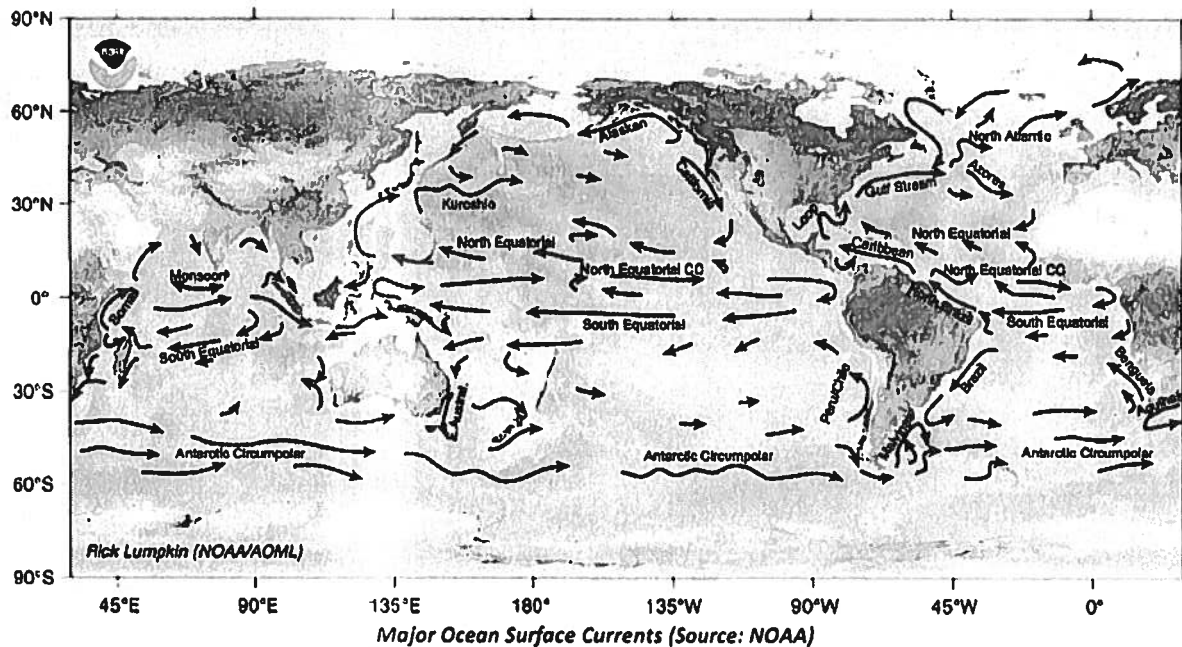 90°N
60°N
30°N
0°
30°S
60°S
90°S
Alaskan
North Atlantic
California
Azores
Gulf Stream
Kuroshio
Loop
North Equatorial
North Equatorial
Caribbean
Monsoon
North Equatorial CC
North Equatorial CC
Somali
North Brazil
South Equatorial
South Equatorial
South Equatorial
Brazil
Benguela
Peru/Chile
Agulhas
Malvinas
Antarctic Circumpolar
Antarctic Circumpolar
Antarctic Circumpolar
Rick Lumpkin (NOAA/AOML)
45°E
90°E
135°E
180°
135°W
90°W
45°W
0°
Major Ocean Surface Currents (Source: NOAA)